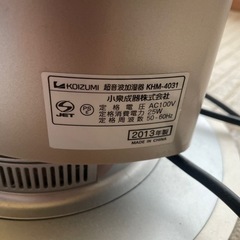 KOIZUMI 超音波加湿器 KHM-4031
小泉成器株式会社
PS E JET
定格電圧 AC100V
定格消費電力 25W
定格周波数 50-60Hz
2013年製
MADE IN CHINA